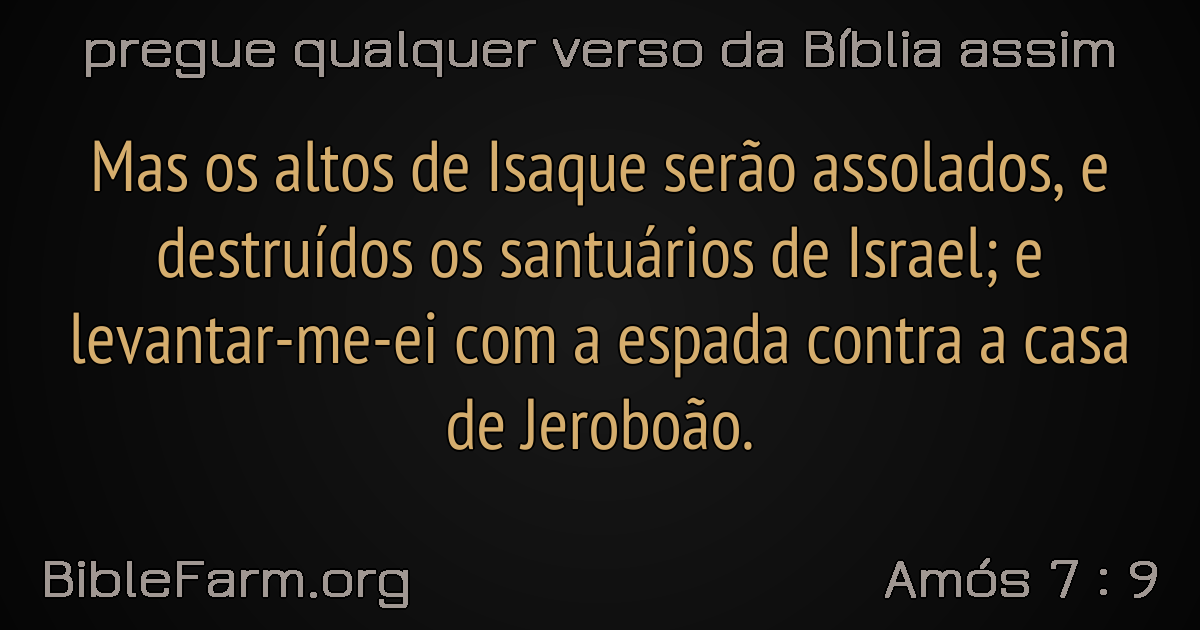 pregue qualquer verso da Bíblia assim
Mas os altos de Isaque serão assolados, e
destruídos os santuários de Israel; e
levantar-me-ei com a espada contra a casa
de Jeroboão.
BibleFarm.org
Amós 7 : 9